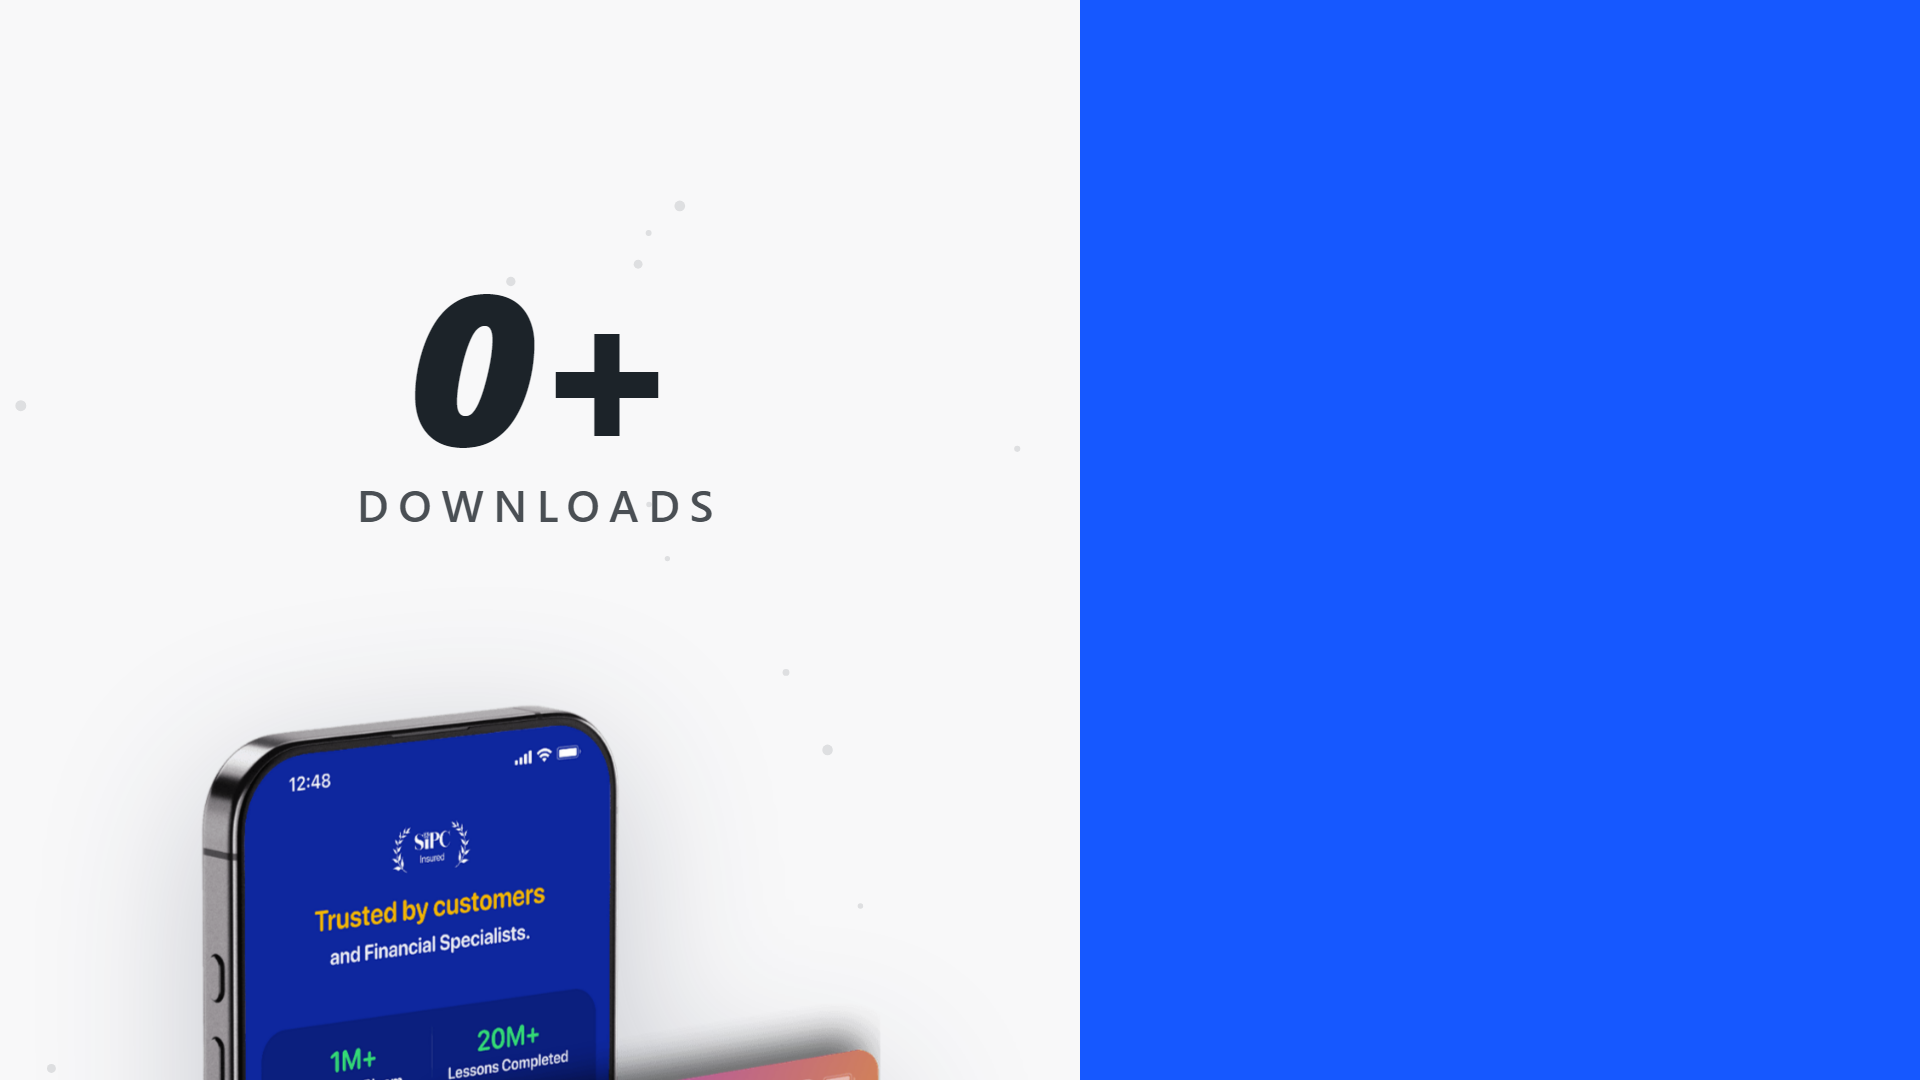 0+
DOWNLOADS
12:48
SiPC
Insured
Trusted by customers
and Financial Specialists.
1M+
20M+
Lessons Completed